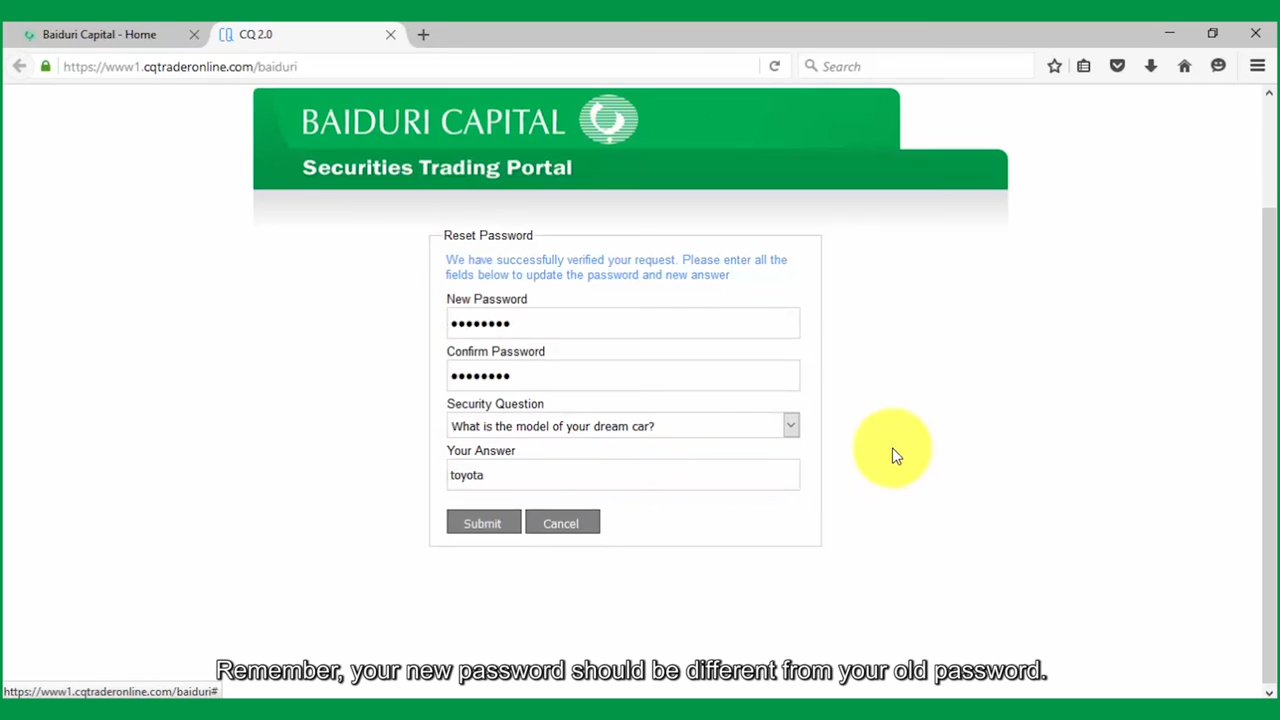 Baiduri Capital - Home
CQ 2.0
https://www1.cqtraderonline.com/baiduri
Search
BAIDURI CAPITAL
Securities Trading Portal
Reset Password
We have successfully verified your request. Please enter all the
fields below to update the password and new answer
New Password
••••••••
Confirm Password
••••••••
Security Question
What is the model of your dream car?
Your Answer
toyota
Submit
Cancel
Remember, your new password should be different from your old password.
https://www1.cqtraderonline.com/baiduri#